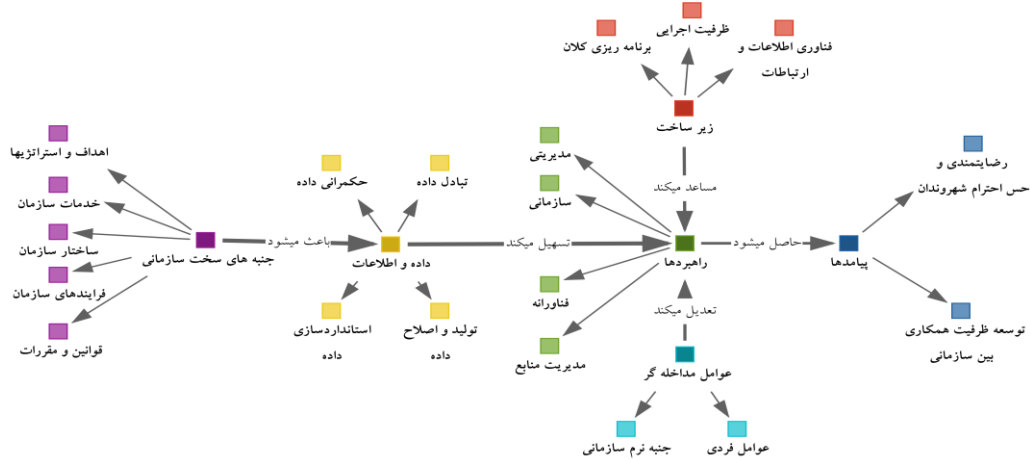 ظرفیت اجرایی
برنامه ریزی کلان
فناوری اطلاعات و
ارتباطات
زیر ساخت
اهداف و استراتژیها
خدمات سازمان
ساختار سازمان
فرایندهای سازمان
قوانین و مقررات
جنبه های سخت سازمانی
باعث میشود
حکمرانی داده
تبادل داده
داده و اطلاعات
استانداردسازی
داده
تولید و اصلاح
داده
تسهیل میکند
مدیریتی
سازمانی
فناورانه
مدیریت منابع
مساعد میکند
راهبردها
تعدیل میکند
عوامل مداخله گر
جنبه نرم سازمانی
عوامل فردی
حاصل میشود
پیامدها
رضایتمندی و
حس احترام شهروندان
توسعه ظرفیت همکاری
بین سازمانی